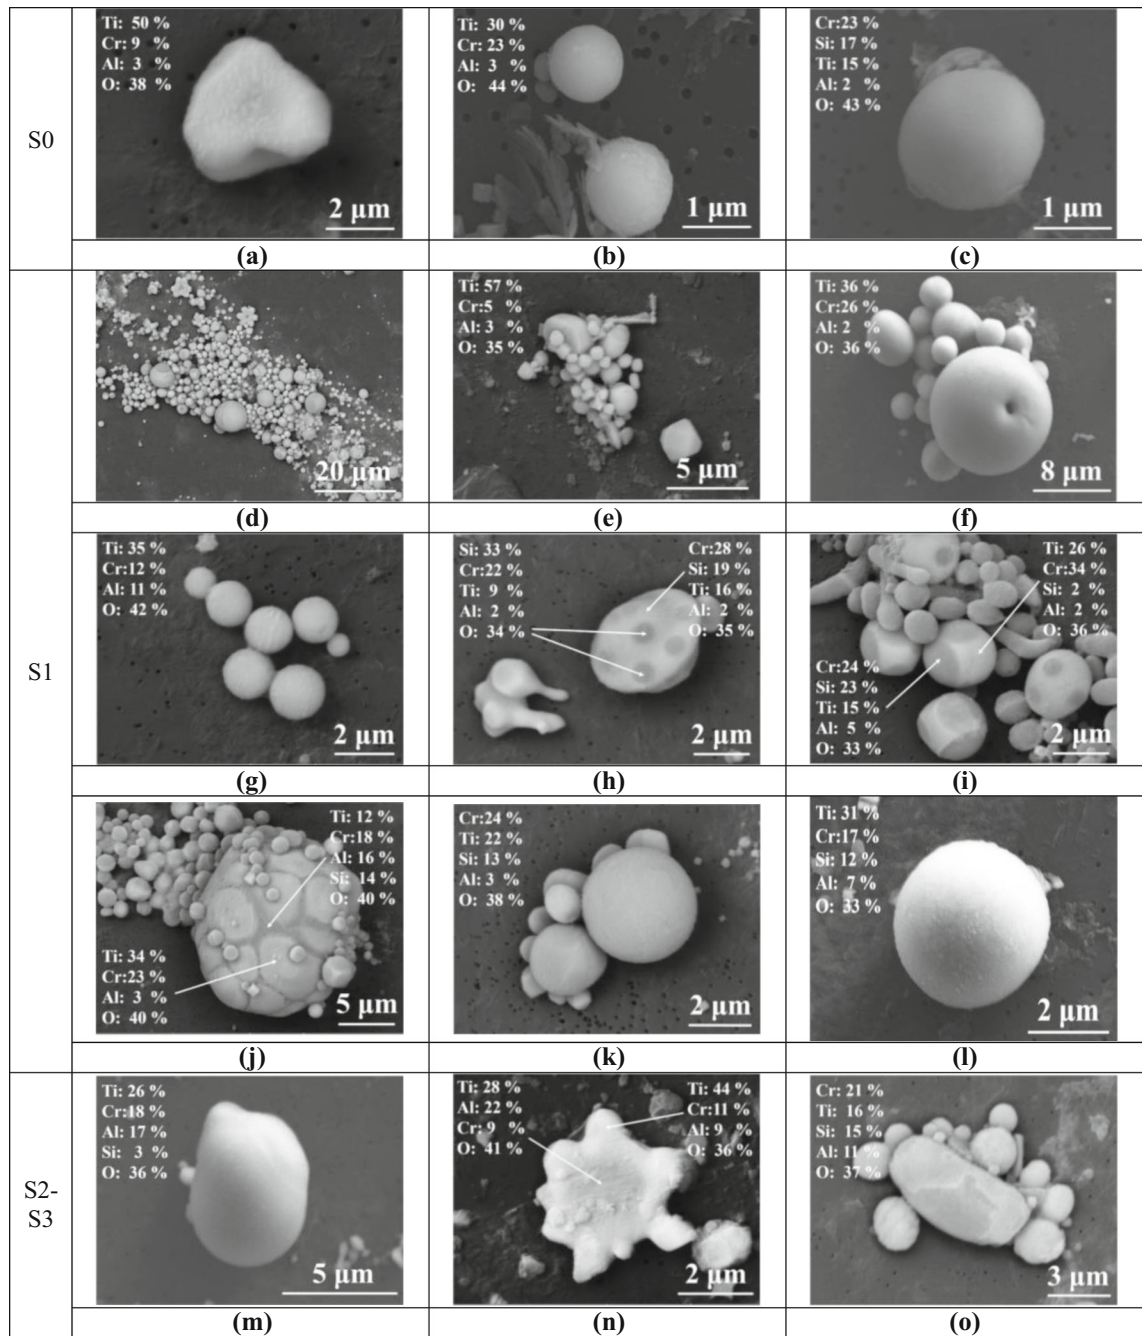 S0
Ti: 50 %
Cr: 9 %
Al: 3 %
O: 38 %
2 µm
(a)
Ti: 30 %
Cr: 23 %
Al: 3 %
O: 44 %
1 µm
(b)
Cr:23 %
Si: 17 %
Ti: 15 %
Al: 2 %
O: 43 %
1 µm
(c)
S1
20 µm
(d)
Ti: 57 %
Cr:5 %
Al: 3 %
O: 35 %
5 µm
(e)
Ti: 36 %
Cr:26 %
Al: 2 %
O: 36 %
8 µm
(f)
Ti: 35 %
Cr:12 %
Al: 11 %
O: 42 %
2 µm
(g)
Si: 33 %
Cr:22 %
Ti: 9 %
Al: 2 %
O: 34 %
Cr:28 %
Si: 19 %
Ti: 16 %
Al: 2 %
O: 35 %
2 µm
(h)
Ti: 26 %
Cr:34 %
Si: 2 %
Al: 2 %
O: 36 %
Cr:24 %
Si: 23 %
Ti: 15 %
Al: 5 %
O: 33 %
2 µm
(i)
Ti: 12 %
Cr:18 %
Al: 16 %
Si: 14 %
O: 40 %
Ti: 34 %
Cr:23 %
Al: 3 %
O: 40 %
5 µm
(j)
Cr:24 %
Ti: 22 %
Si: 13 %
Al: 3 %
O: 38 %
2 µm
(k)
Ti: 31 %
Cr:17 %
Si: 12 %
Al: 7 %
O: 33 %
2 µm
(l)
S2-
S3
Ti: 26 %
Cr:18 %
Al: 17 %
Si: 3 %
O: 36 %
5 µm
(m)
Ti: 28 %
Al: 22 %
Cr: 9 %
O: 41 %
Ti: 44 %
Cr:11 %
Al: 9 %
O: 36 %
2 µm
(n)
Cr: 21 %
Ti: 16 %
Si: 15 %
Al: 11 %
O: 37 %
3 µm
(o)